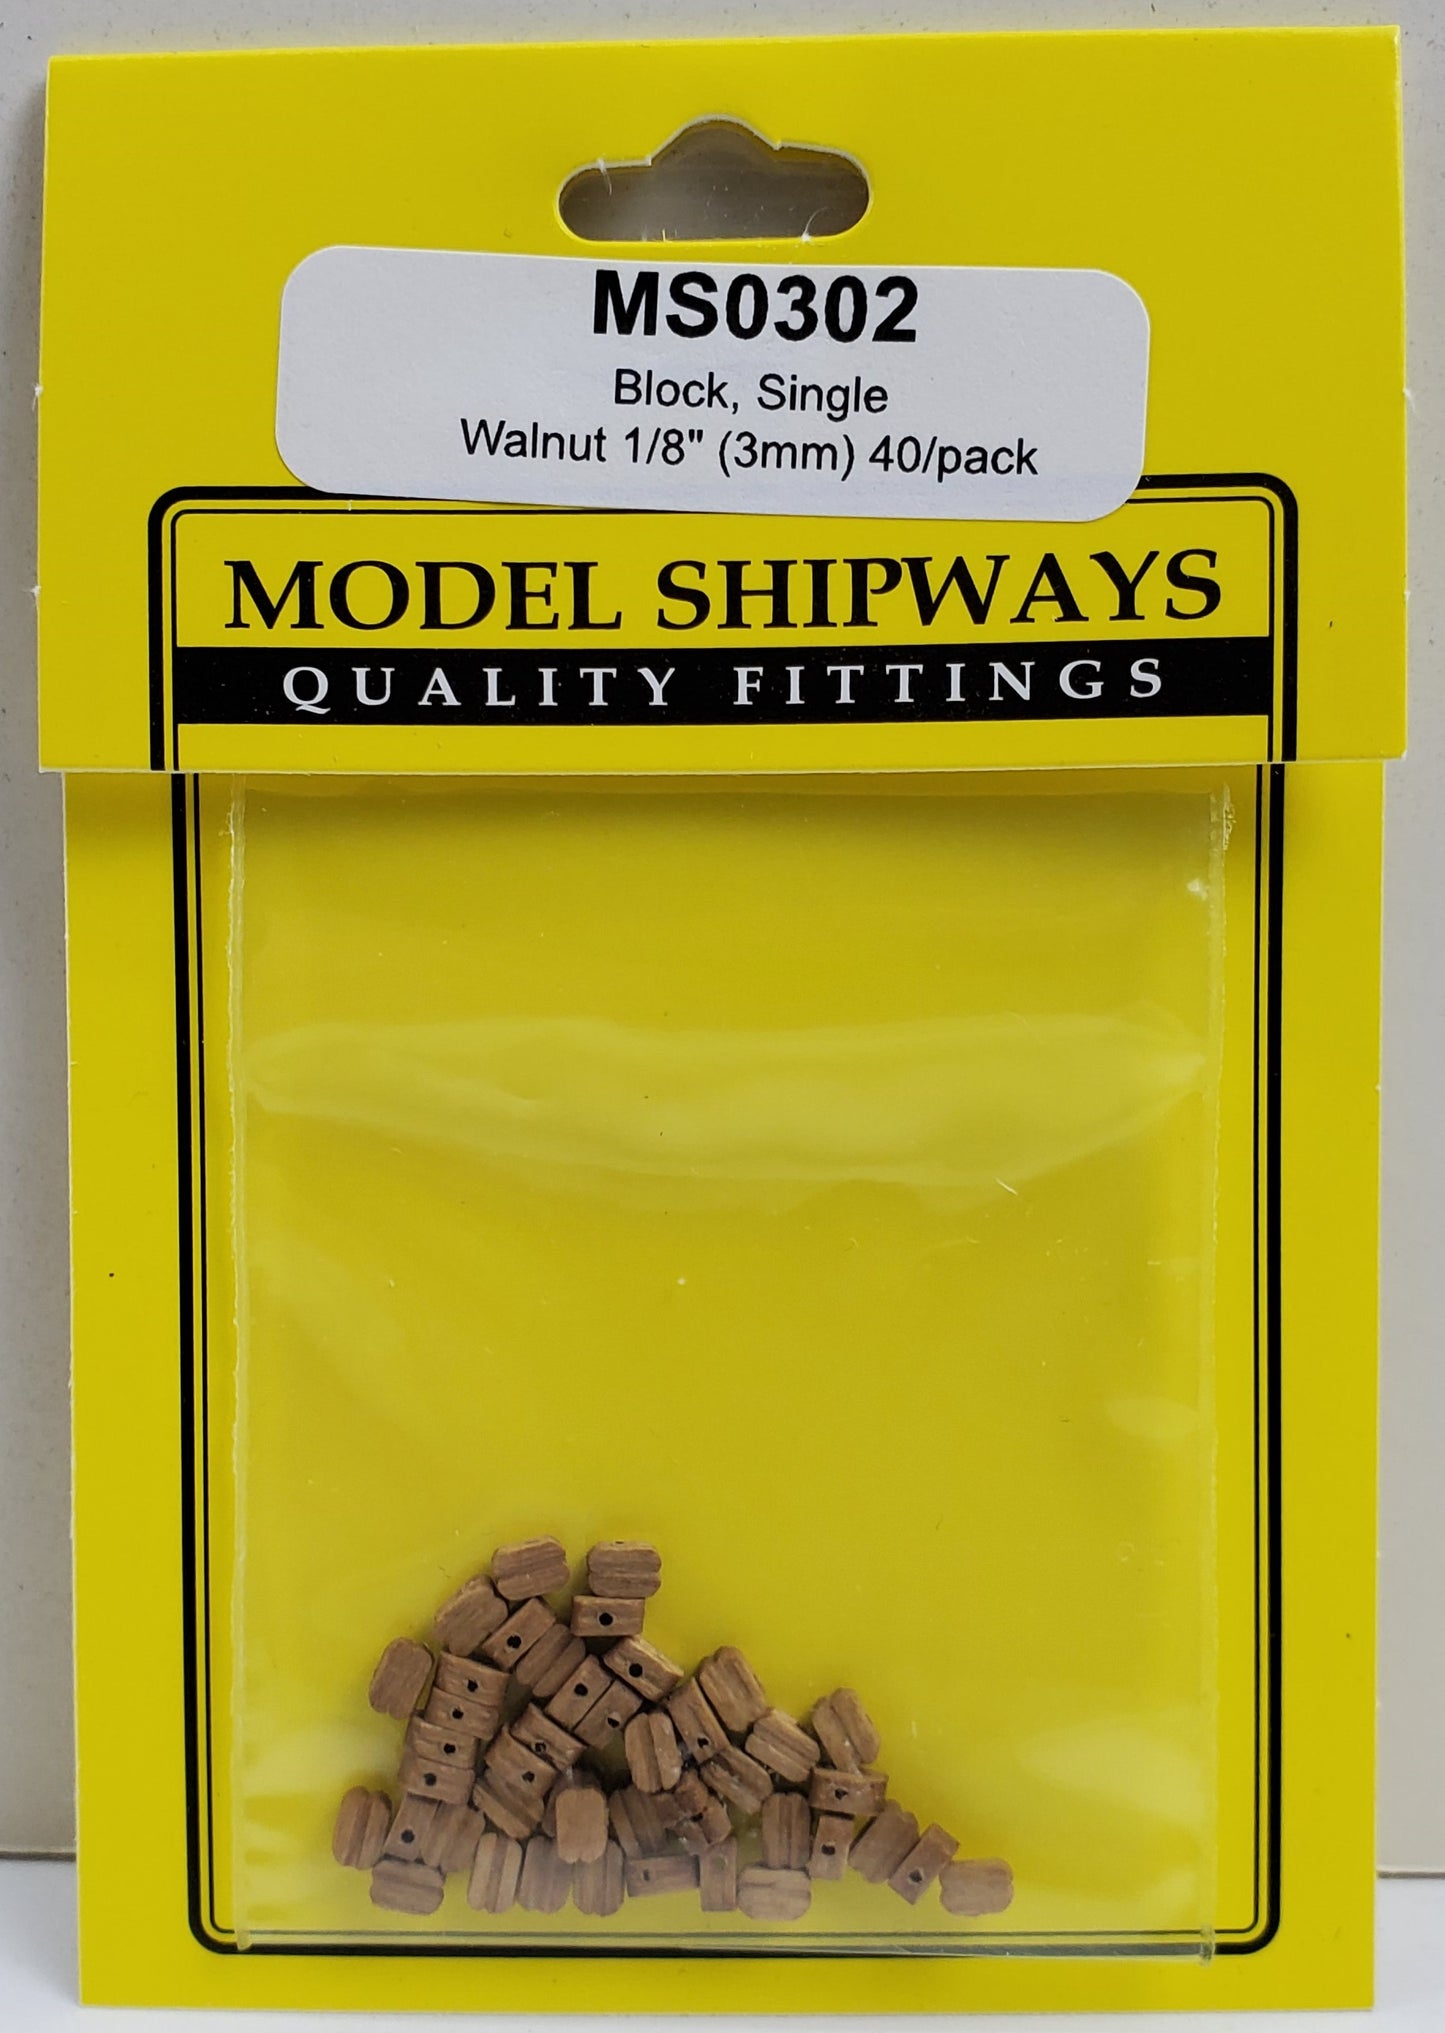 MS0302
Block, Single
Walnut 1/8" (3mm) 40/pack
MODEL SHIPWAYS
QUALITY FITTINGS